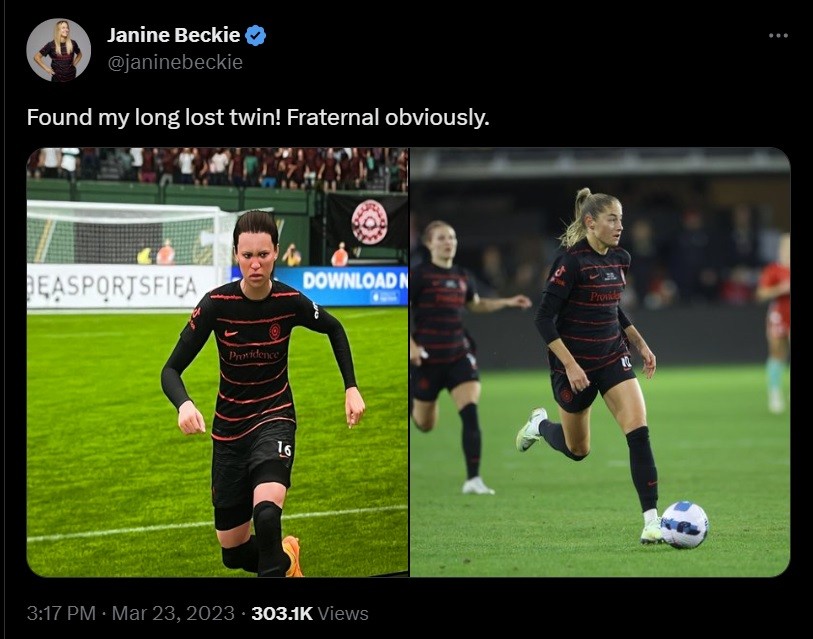 Janine Beckie
@janinebeckie
Found my long lost twin! Fraternal obviously.
EASPORTSFIFA
DOWNLOAD N
Providence
16
Providence
3:17 PM · Mar 23, 2023 · 303.1K Views